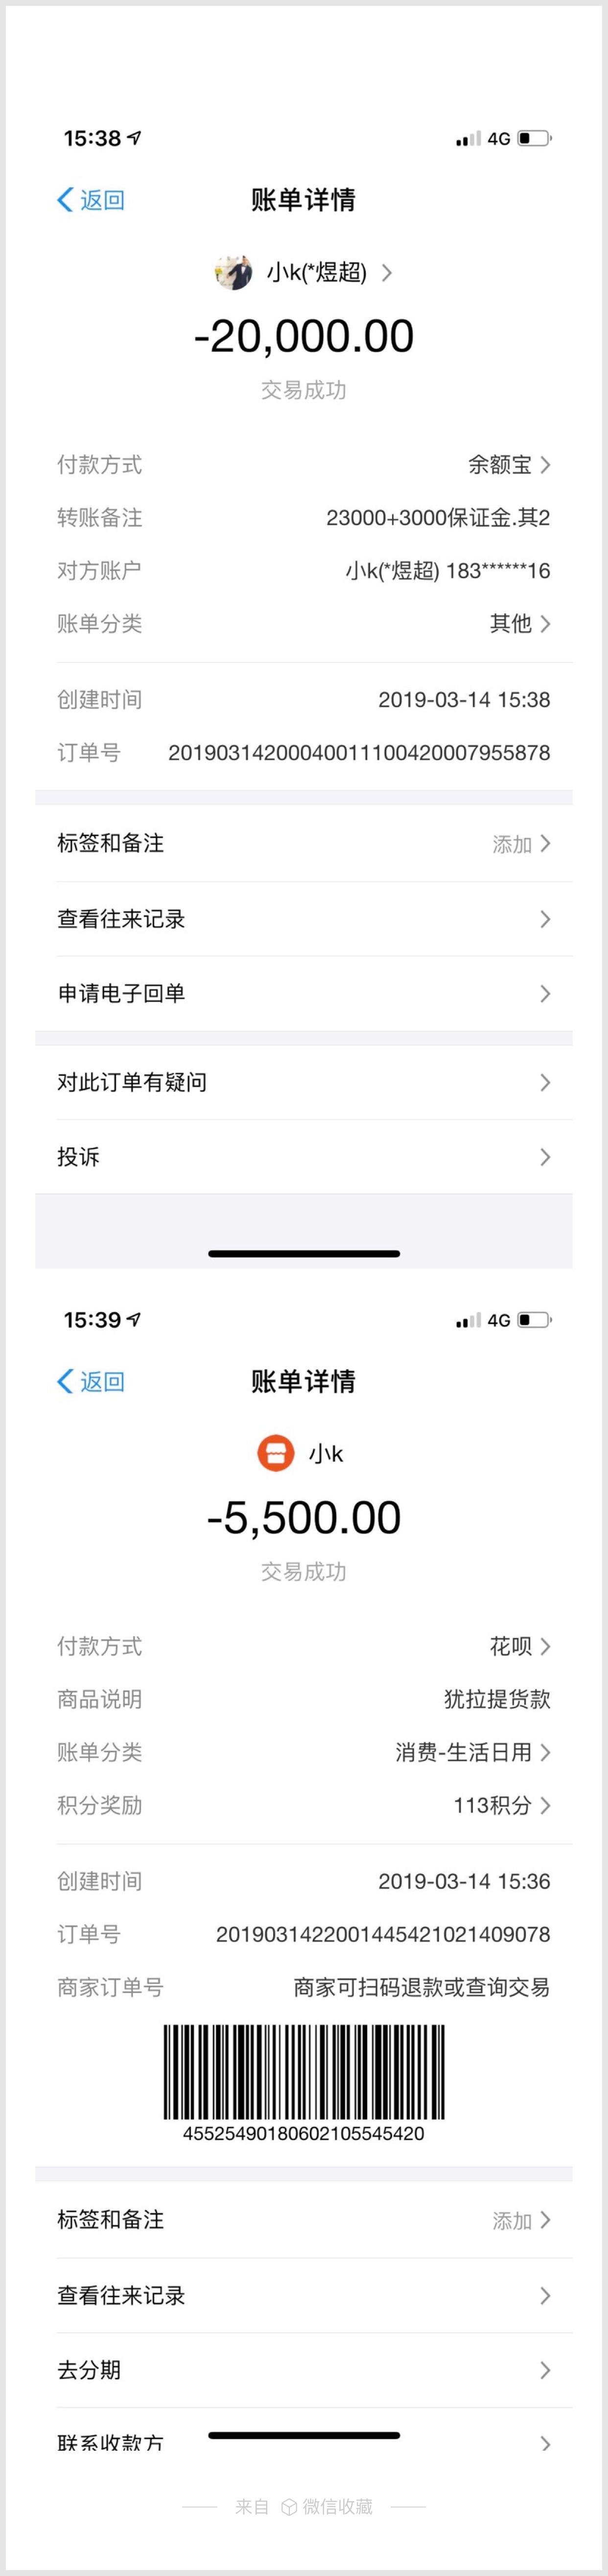 15:38 4G
返回 账单详情
小k(*煜超)
-20,000.00
交易成功
付款方式 余额宝
转账备注 23000+3000保证金.其2
对方账户 小k(*煜超) 183******16
账单分类 其他
创建时间 2019-03-14 15:38
订单号 20190314200040011100420007955878
标签和备注 添加
查看往来记录
申请电子回单
对此订单有疑问
投诉
15:39 4G
返回 账单详情
小k
-5,500.00
交易成功
付款方式 花呗
商品说明 犹拉提货款
账单分类 消费-生活日用
积分奖励 113积分
创建时间 2019-03-14 15:36
订单号 2019031422001445421021409078
商家订单号 商家可扫码退款或查询交易
455254901806021055454​20
标签和备注 添加
查看往来记录
去分期
联系收款方
来自 微信收藏